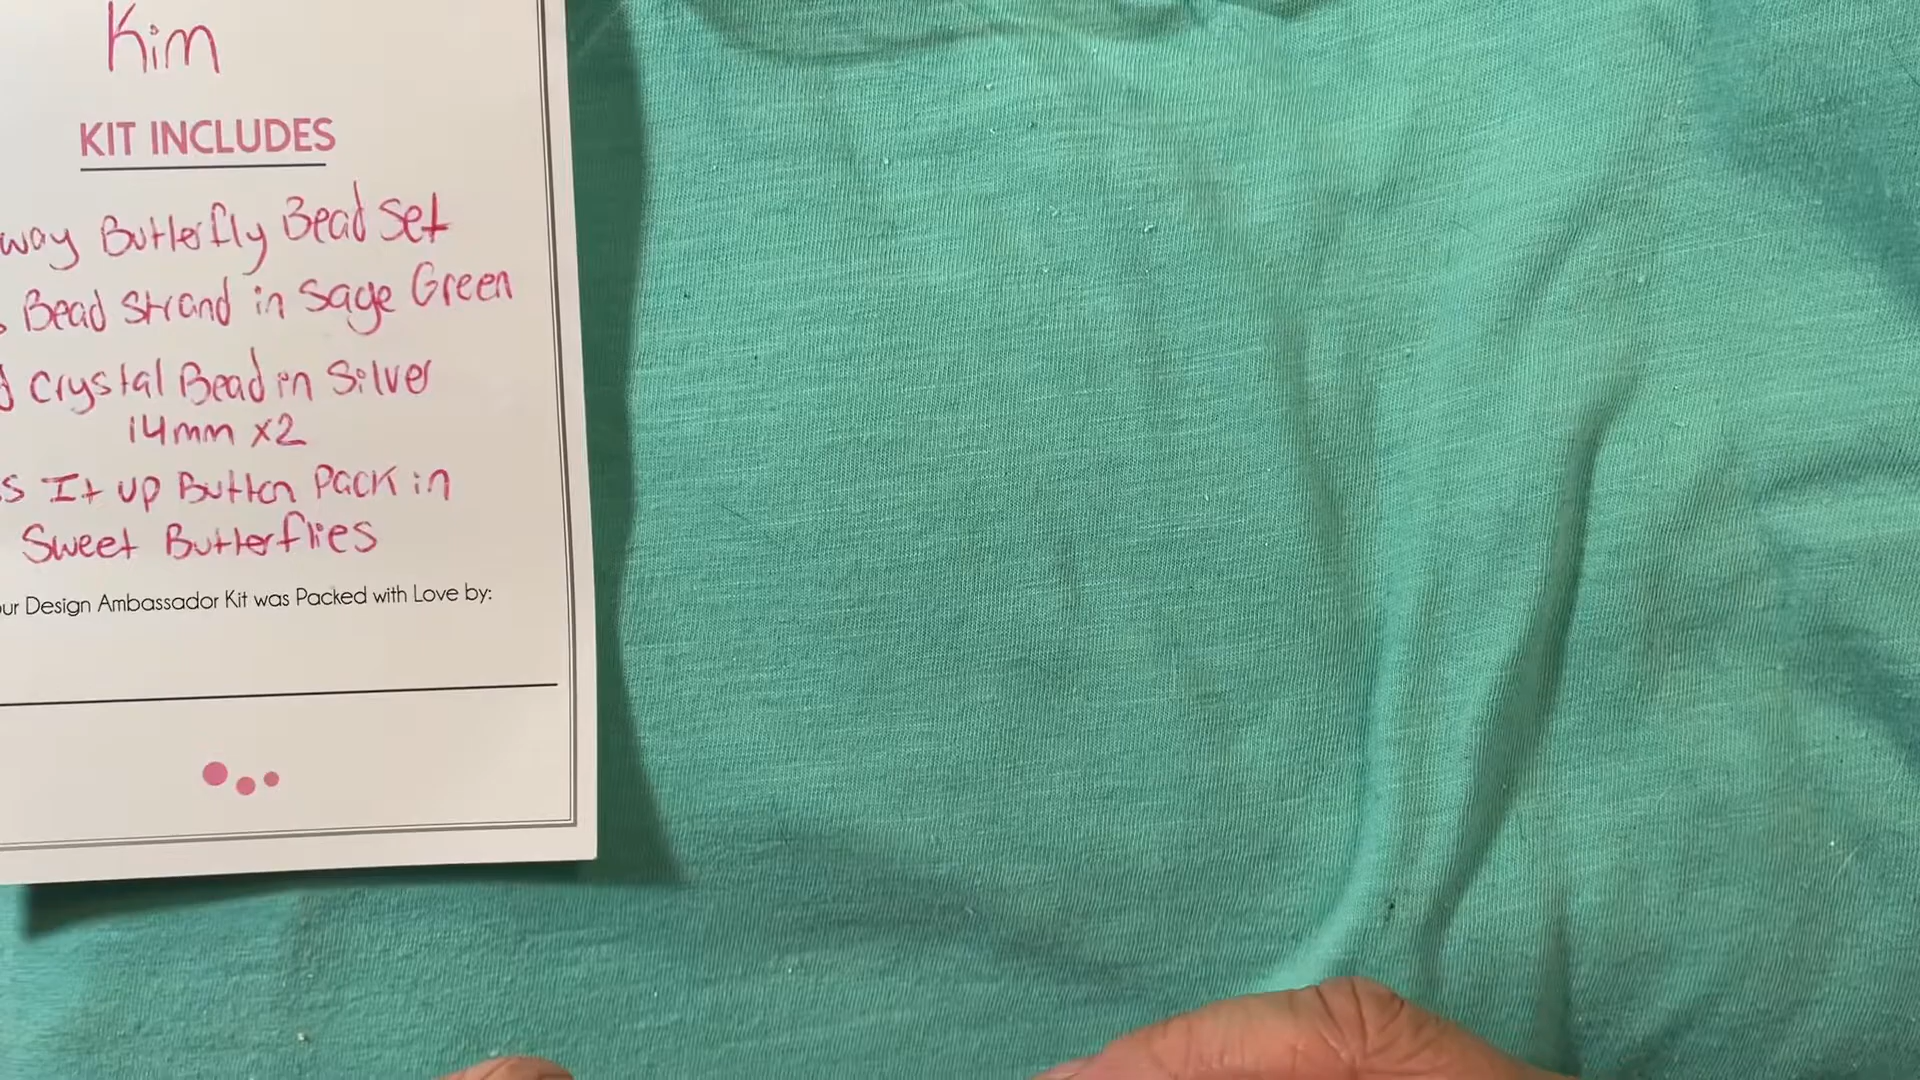 Kim
KIT INCLUDES
way Butterfly Bead Set
Bead Strand in Sage Green
Crystal Bead in Silver
14mm x2
s It up Button Pack in
Sweet Butterflies
ur Design Ambassador Kit was Packed with Love by: